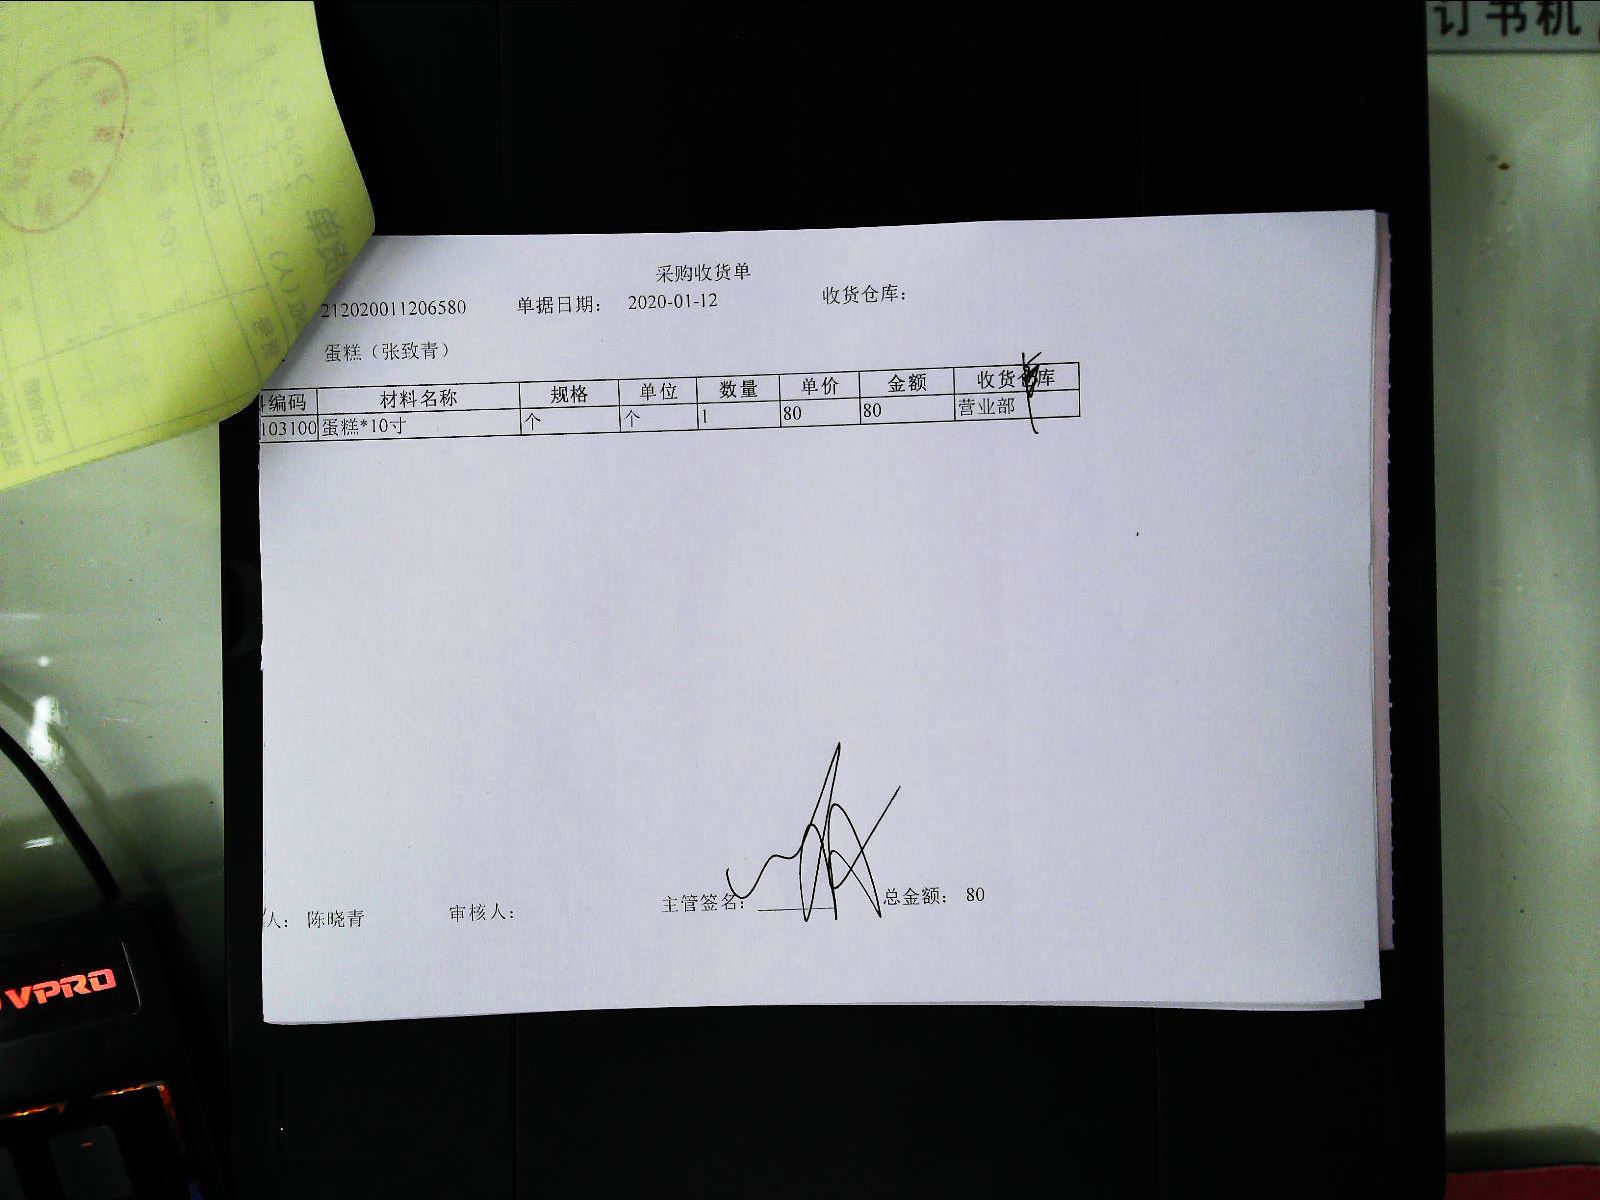 订书机
采购收货单
212020011206580 单据日期: 2020-01-12 收货仓库:
蛋糕（张致青）
编码 材料名称 规格 单位 数量 单价 金额 收货仓库
103100 蛋糕*10寸 个 个 1 80 80 营业部
人: 陈晓青 审核人: 主管签名: 总金额: 80
VPRO